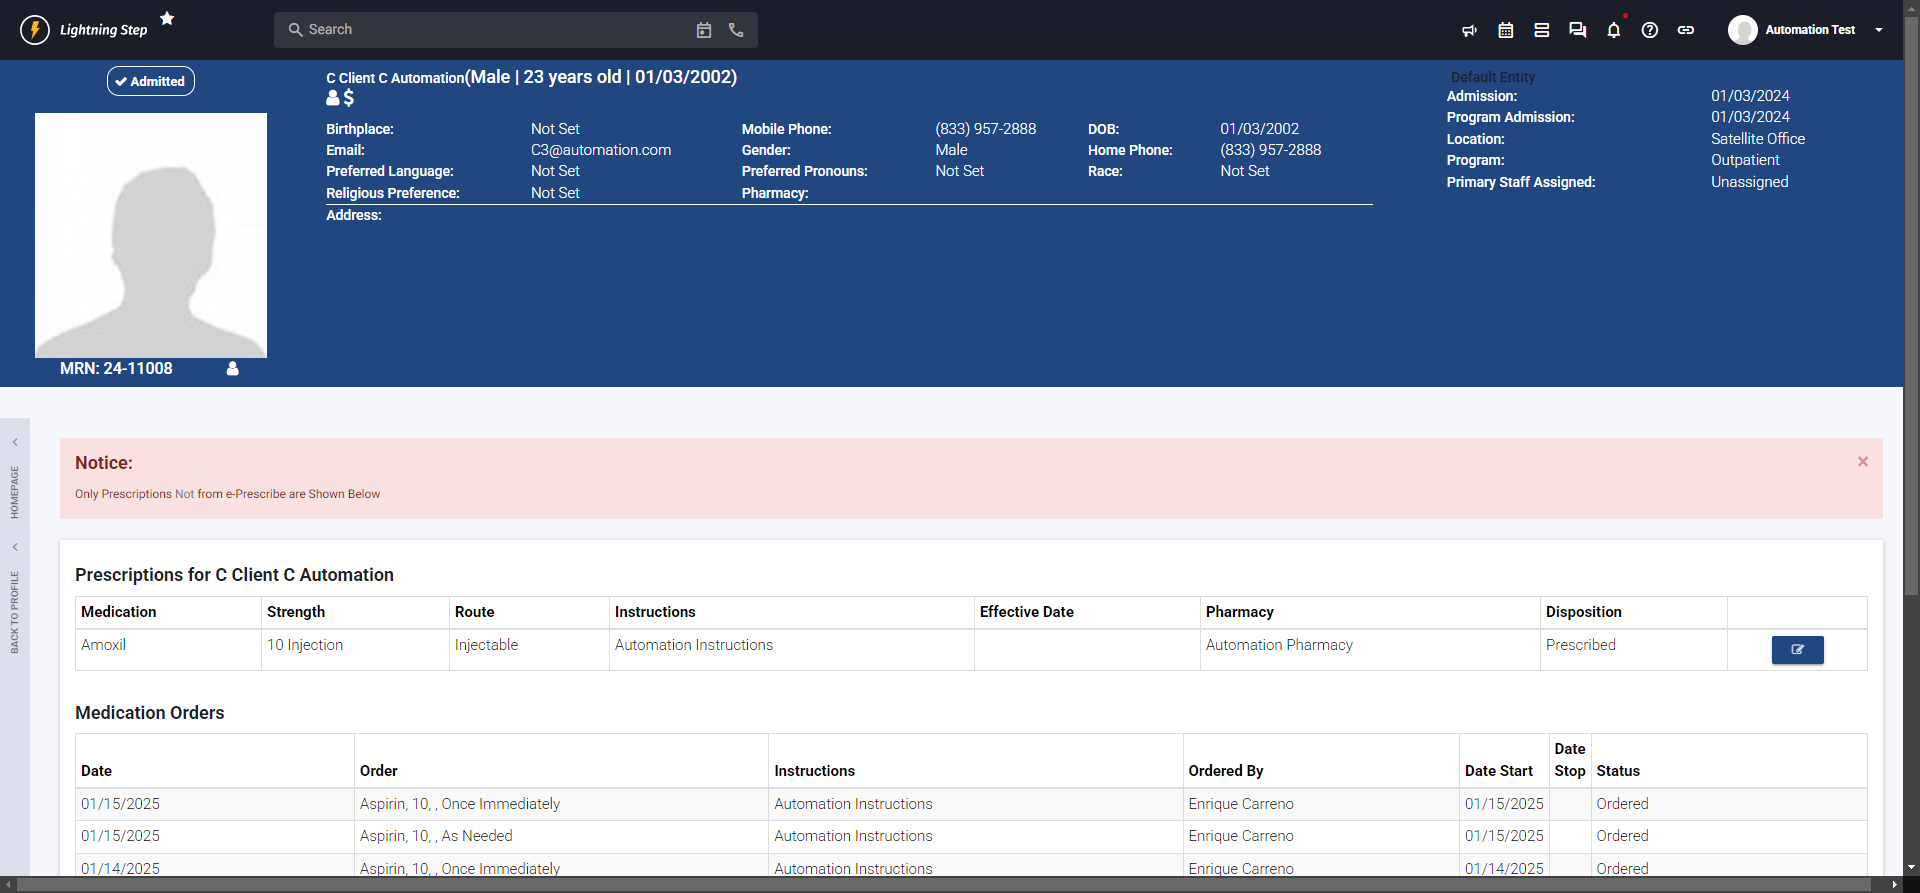 Lightning Step
Search
Automation Test
Admitted
C Client C Automation(Male | 23 years old | 01/03/2002)
$
Birthplace: Not Set Mobile Phone: (833) 957-2888 DOB: 01/03/2002
Email: C3@automation.com Gender: Male Home Phone: (833) 957-2888
Preferred Language: Not Set Preferred Pronouns: Not Set Race: Not Set
Religious Preference: Not Set Pharmacy:
Address:
Default Entity
Admission: 01/03/2024
Program Admission: 01/03/2024
Location: Satellite Office
Program: Outpatient
Primary Staff Assigned: Unassigned
MRN: 24-11008
HOMEPAGE
BACK TO PROFILE
Notice:
×
Only Prescriptions Not from e-Prescribe are Shown Below
Prescriptions for C Client C Automation
Medication Strength Route Instructions Effective Date Pharmacy Disposition
Amoxil 10 Injection Injectable Automation Instructions Automation Pharmacy Prescribed
Medication Orders
Date Order Instructions Ordered By Date Start Date Stop Status
01/15/2025 Aspirin, 10, , Once Immediately Automation Instructions Enrique Carreno 01/15/2025 Ordered
01/15/2025 Aspirin, 10, , As Needed Automation Instructions Enrique Carreno 01/15/2025 Ordered
01/14/2025 Aspirin, 10, , Once Immediately Automation Instructions Enrique Carreno 01/14/2025 Ordered